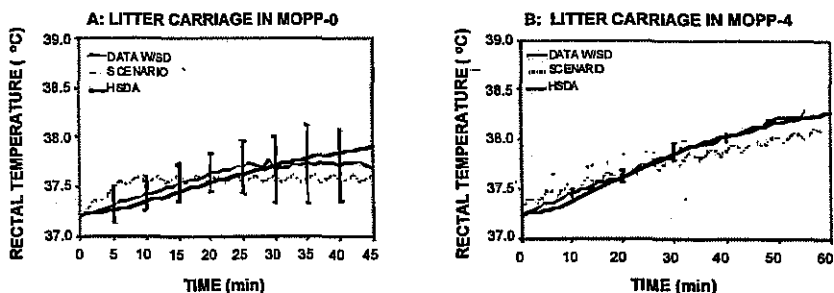 A: LITTER CARRIAGE IN MOPP-0
39.0
38.5
38.0
37.5
37.0
RECTAL TEMPERATURE ( °C)
DATA W/SD
SCENARIO
HSDA
0 5 10 15 20 25 30 35 40 45
TIME (min)
B: LITTER CARRIAGE IN MOPP-4
39.0
38.5
38.0
37.5
37.0
RECTAL TEMPERATURE ( °C)
DATA W/SD
SCENARIO
HSDA
0 10 20 30 40 50 60
TIME (min)